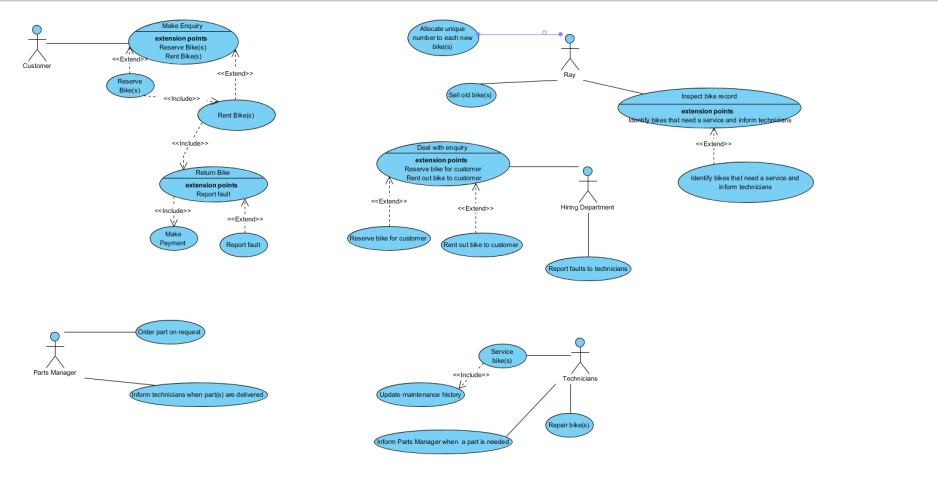 Make Enquiry
extension points
Reserve Bike(s)
Rent Bike(s)
Customer
<<Extend>>
<<Extend>>
Reserve
Bike(s)
<<Include>>
Rent Bike(s)
<<Include>>
Return Bike
extension points
Report fault
<<Include>>
<<Extend>>
Make
Payment
Report fault
Allocate unique
number to each new
bike(s)
Ray
Sell old bike(s)
Inspect bike record
extension points
Identify bikes that need a service and inform technicians
<<Extend>>
Identify bikes that need a service and
inform technicians
Deal with enquiry
extension points
Reserve bike for customer
Rent out bike to customer
Hiring Department
<<Extend>>
<<Extend>>
Reserve bike for customer
Rent out bike to customer
Report faults to technicians
Order part on request
Parts Manager
Inform technicians when part(s) are delivered
Service
bike(s)
Technicians
<<Include>>
Update maintenance history
Repair bike(s)
Inform Parts Manager when a part is needed